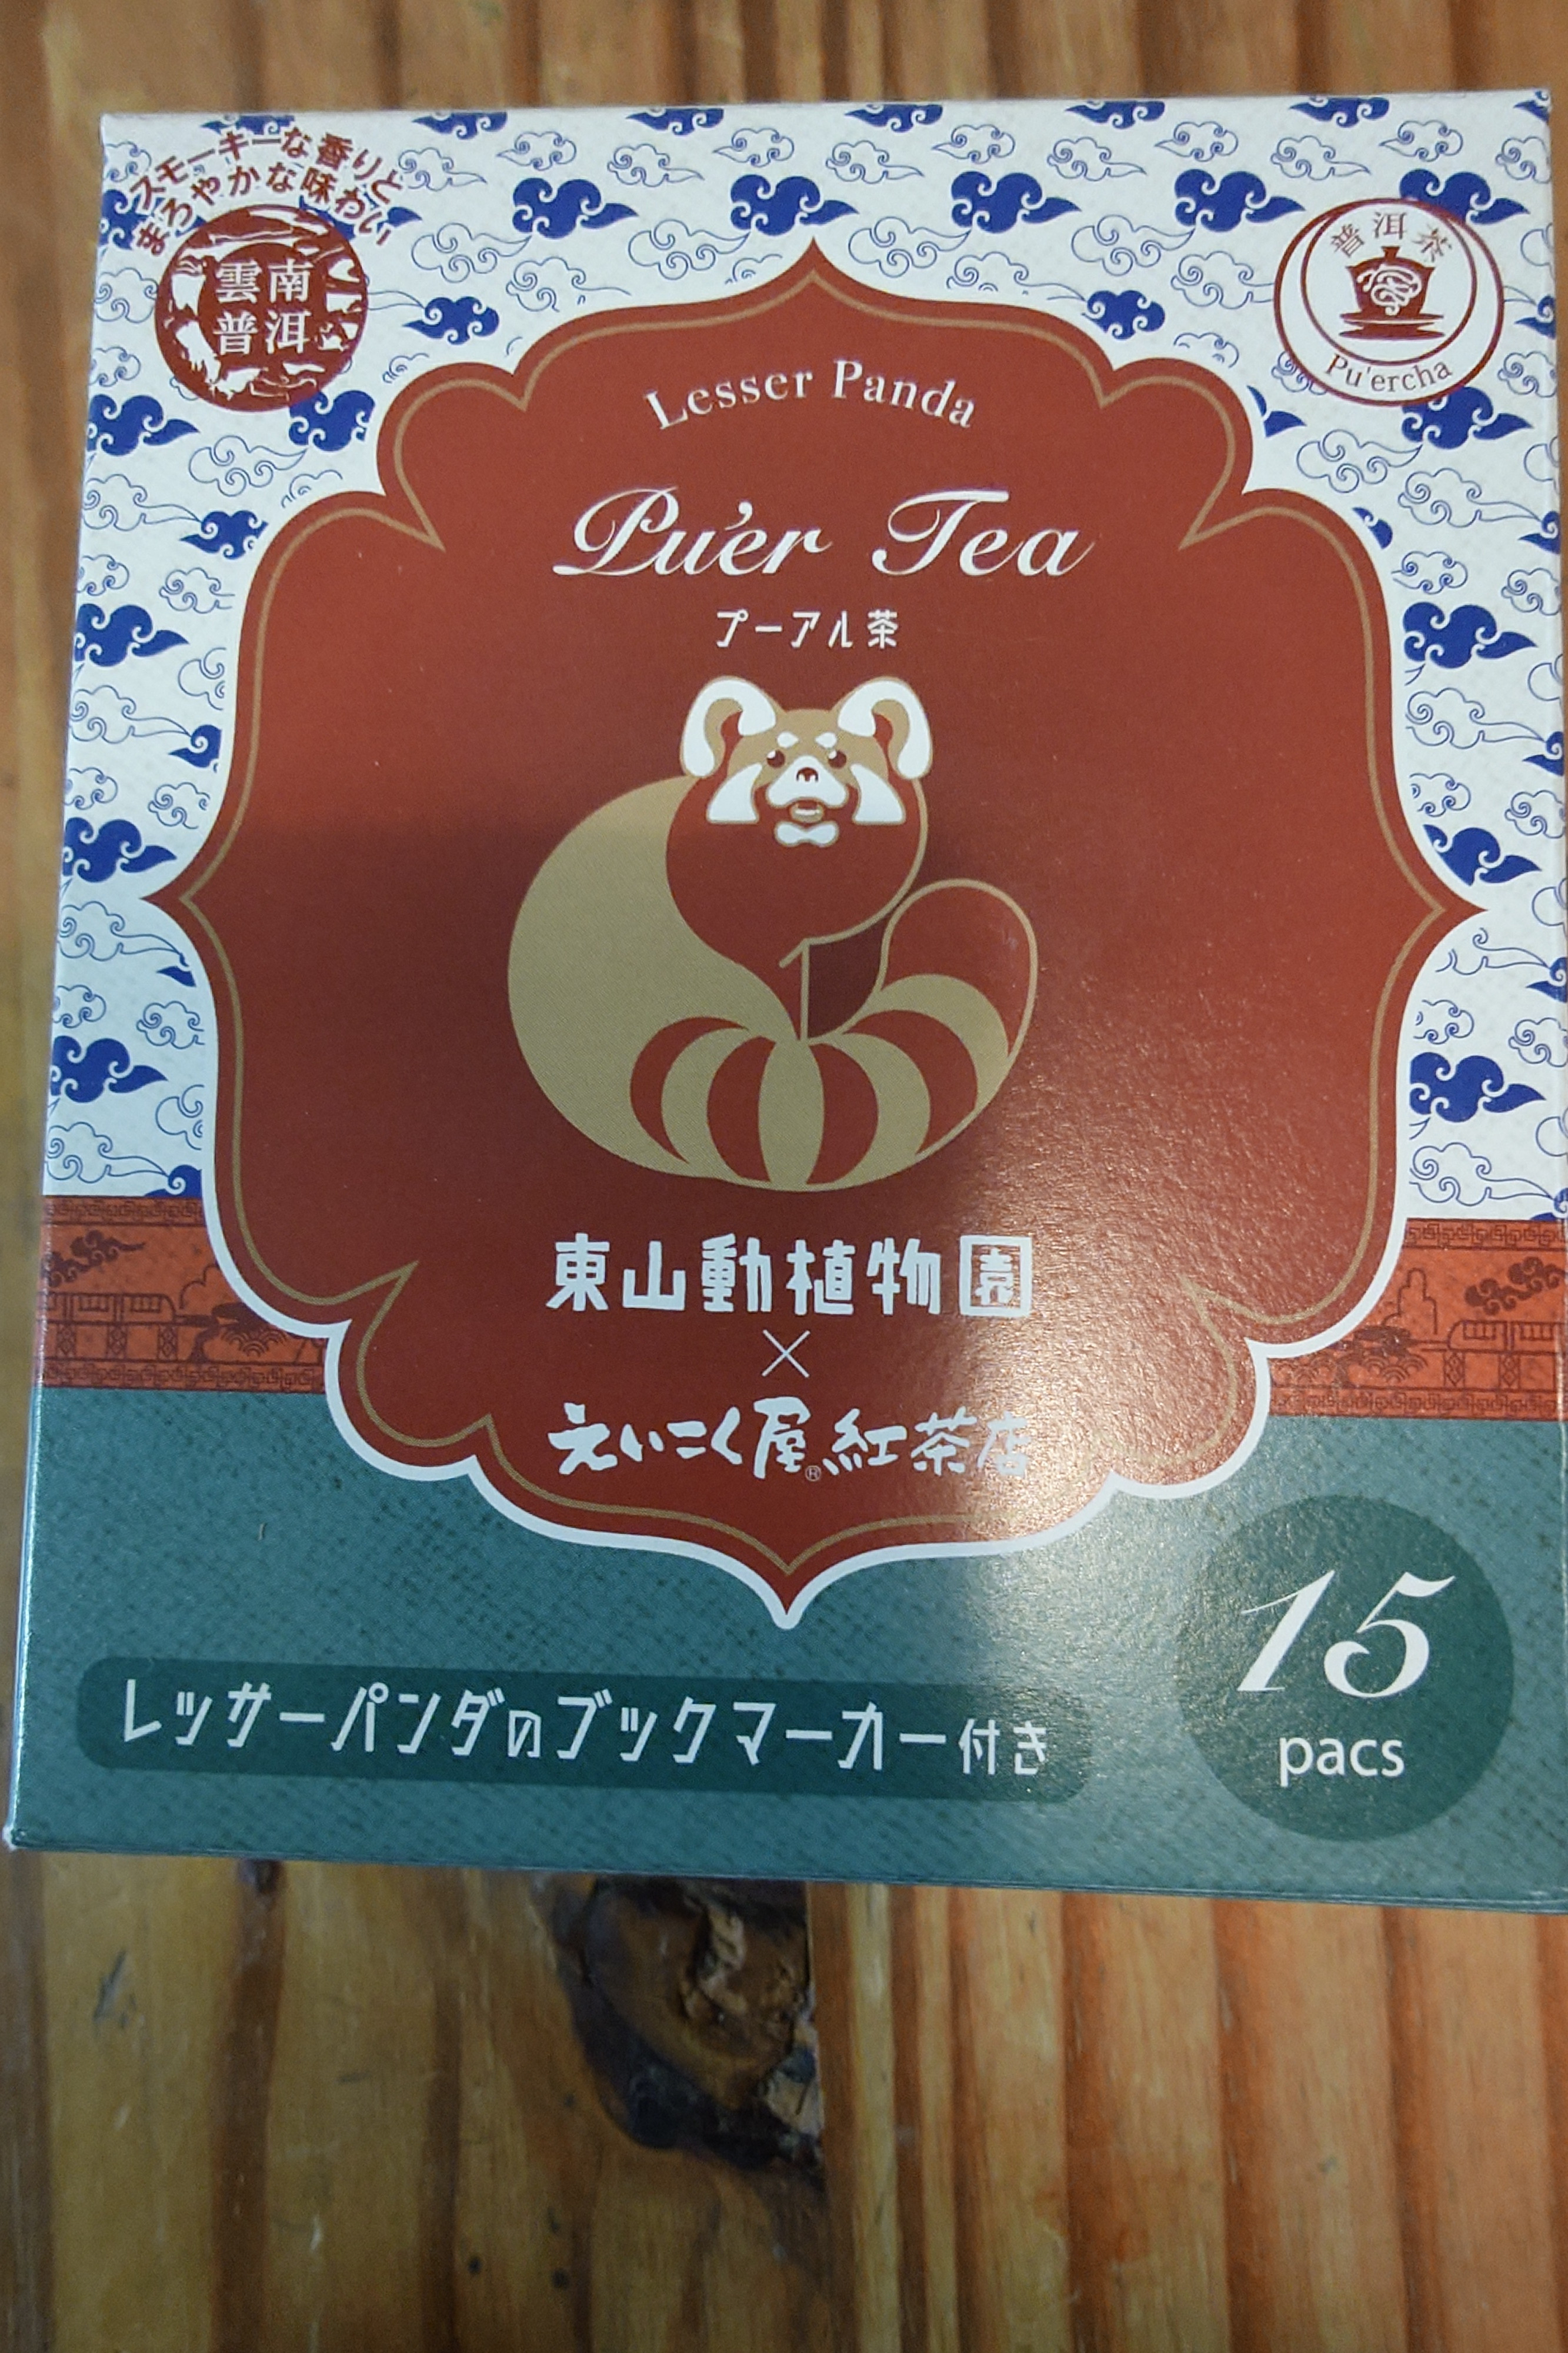 スモーキーな香りと
まろやかな味わい
雲南
普洱
普洱茶
Pu'ercha
Lesser Panda
Pu'er Tea
プーアル茶
東山動植物園
×
えいこく屋®紅茶店
15
pacs
レッサーパンダのブックマーカー付き